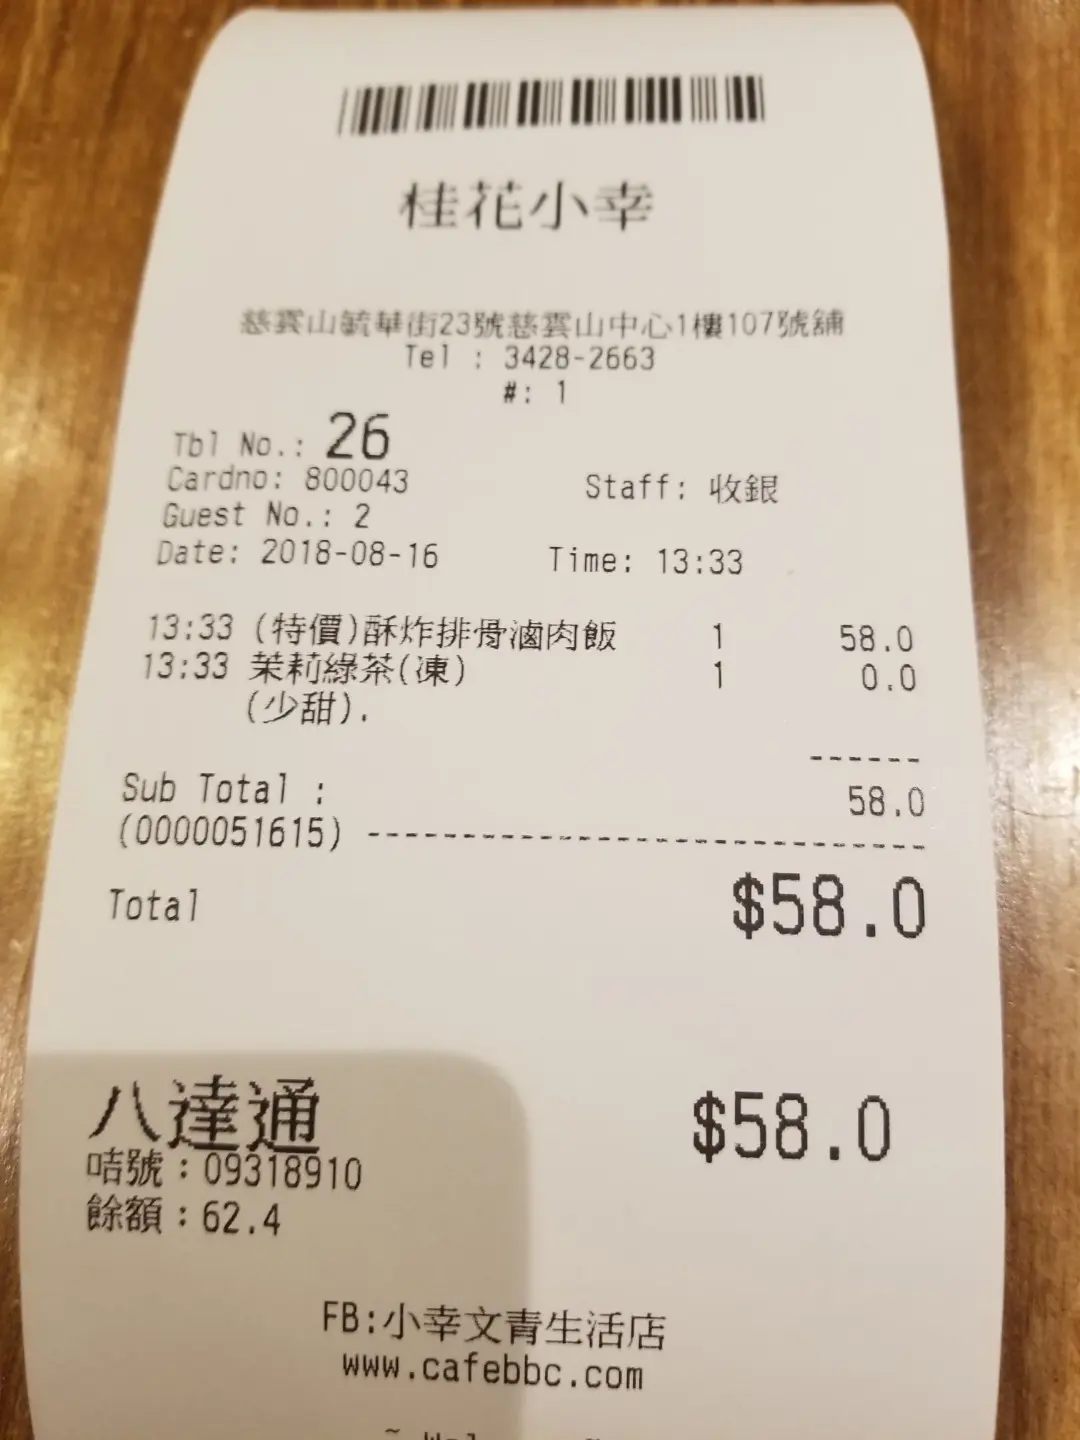 桂花小幸
慈雲山毓華街23號慈雲山中心1樓107號舖
Tel : 3428-2663
#: 1
Tbl No.: 26
Cardno: 800043 Staff: 收銀
Guest No.: 2
Date: 2018-08-16 Time: 13:33
13:33 (特價)酥炸排骨滷肉飯 1 58.0
13:33 茉莉綠茶(凍) 1 0.0
(少甜).
------
Sub Total : 58.0
(0000051615) ------------------------------
Total $58.0
八達通 $58.0
咭號：09318910
餘額：62.4
FB:小幸文青生活店
www.cafebbc.com